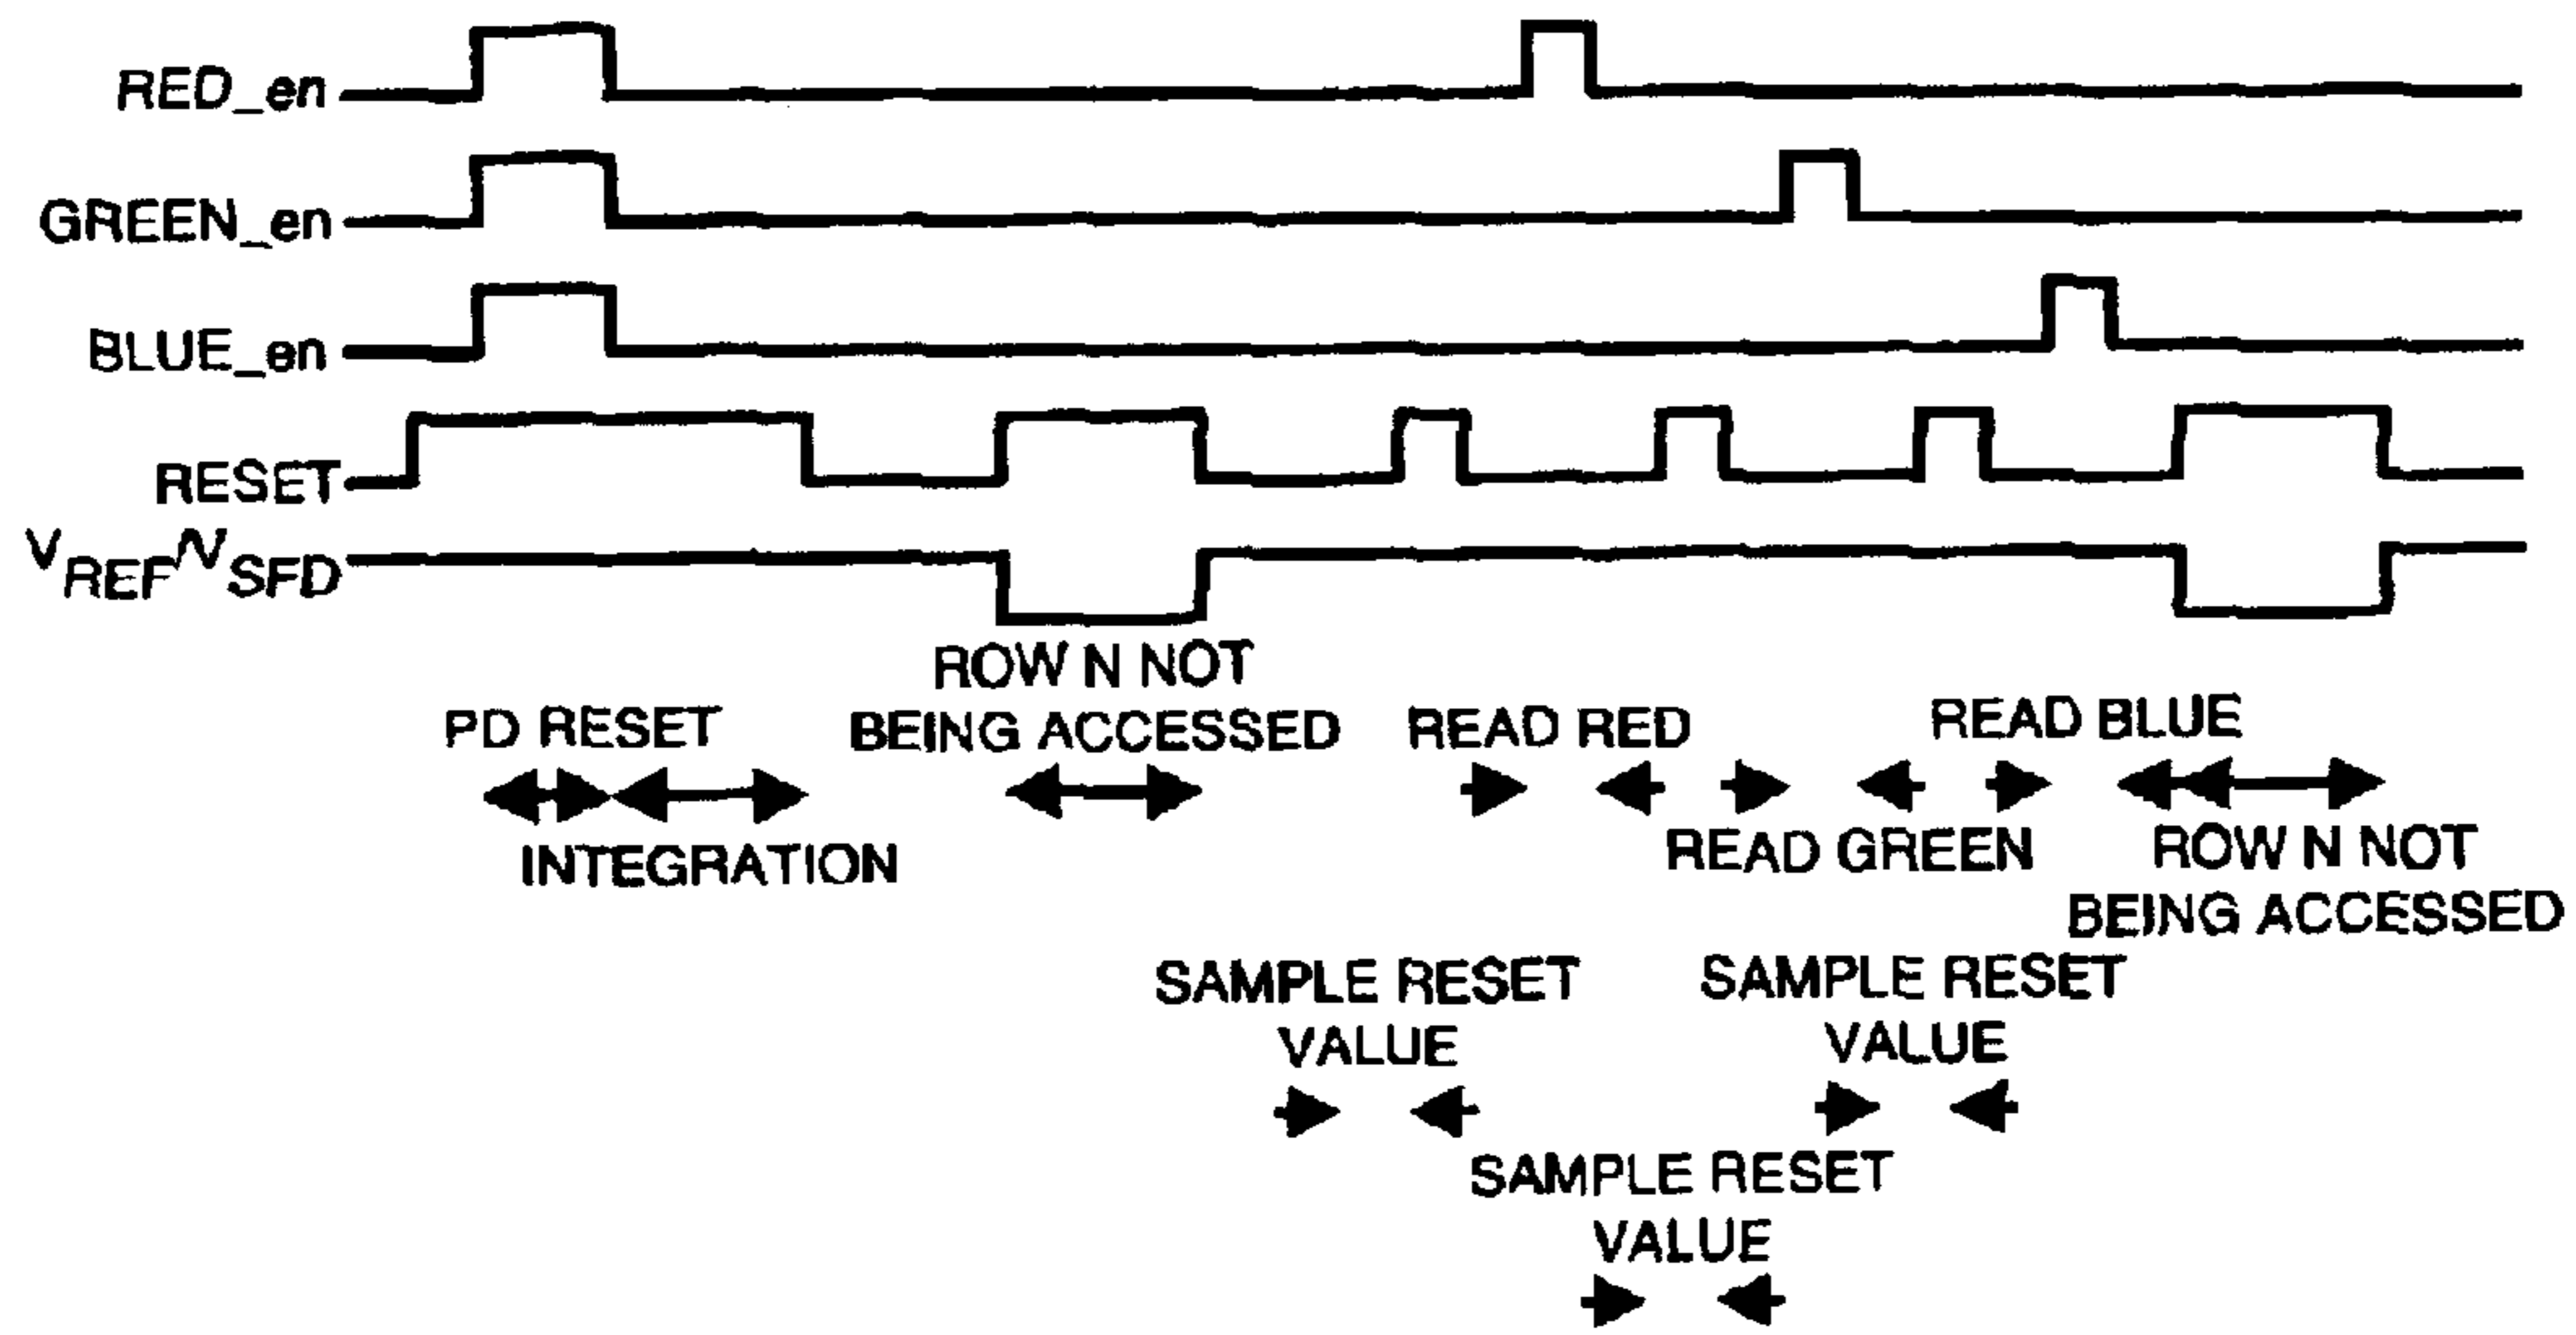 RED_en
GREEN_en
BLUE_en
RESET
VREF/VSFD
ROW N NOT
BEING ACCESSED
PD RESET
INTEGRATION
READ RED
READ GREEN
READ BLUE
ROW N NOT
BEING ACCESSED
SAMPLE RESET
VALUE
SAMPLE RESET
VALUE
SAMPLE RESET
VALUE